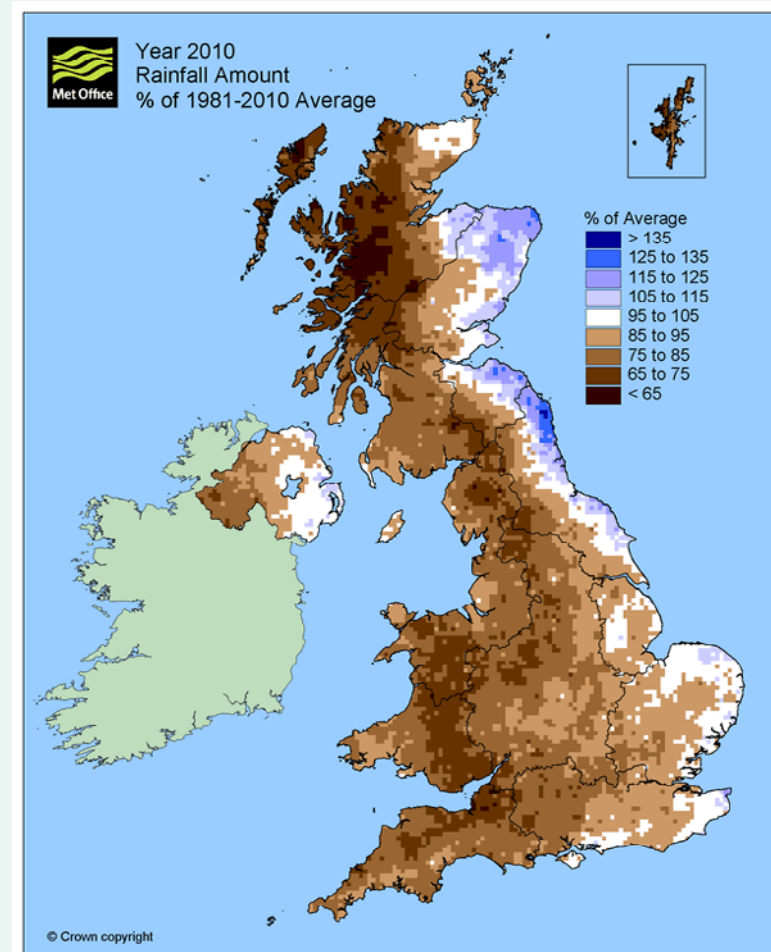 Met Office
Year 2010
Rainfall Amount
% of 1981-2010 Average
% of Average
> 135
125 to 135
115 to 125
105 to 115
95 to 105
85 to 95
75 to 85
65 to 75
< 65
© Crown copyright